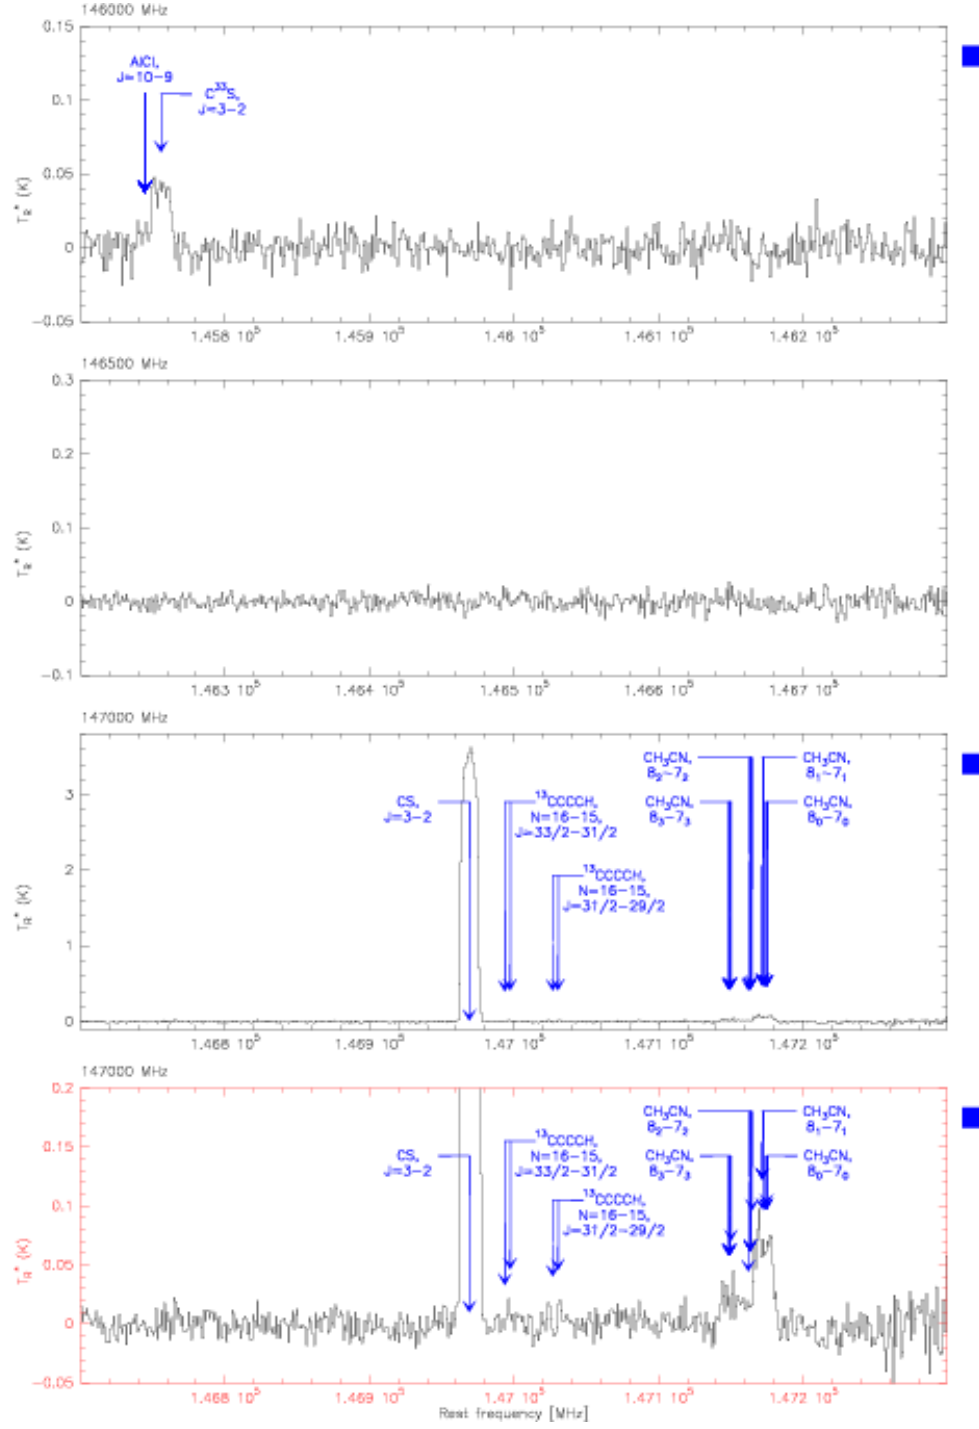 146000 MHz
0.15
AlCl,
J=10-9
C³³S,
J=3-2
0.1
0.05
0
-0.05
T_R* (K)
1.458 10⁵ 1.459 10⁵ 1.46 10⁵ 1.461 10⁵ 1.462 10⁵
146500 MHz
0.3
0.2
0.1
0
-0.1
T_R* (K)
1.463 10⁵ 1.464 10⁵ 1.465 10⁵ 1.466 10⁵ 1.467 10⁵
147000 MHz
CH₃CN,
8₂-7₂
CH₃CN,
8₁-7₁
3
CS,
J=3-2
¹³CCCCH,
N=16-15,
J=33/2-31/2
CH₃CN,
8₃-7₃
CH₃CN,
8₀-7₀
2
¹³CCCCH,
N=16-15,
J=31/2-29/2
1
0
T_R* (K)
1.468 10⁵ 1.469 10⁵ 1.47 10⁵ 1.471 10⁵ 1.472 10⁵
147000 MHz
0.2
CH₃CN,
8₂-7₂
CH₃CN,
8₁-7₁
0.15
CS,
J=3-2
¹³CCCCH,
N=16-15,
J=33/2-31/2
CH₃CN,
8₃-7₃
CH₃CN,
8₀-7₀
0.1
¹³CCCCH,
N=16-15,
J=31/2-29/2
0.05
0
-0.05
T_R* (K)
1.468 10⁵ 1.469 10⁵ 1.47 10⁵ 1.471 10⁵ 1.472 10⁵
Rest frequency [MHz]